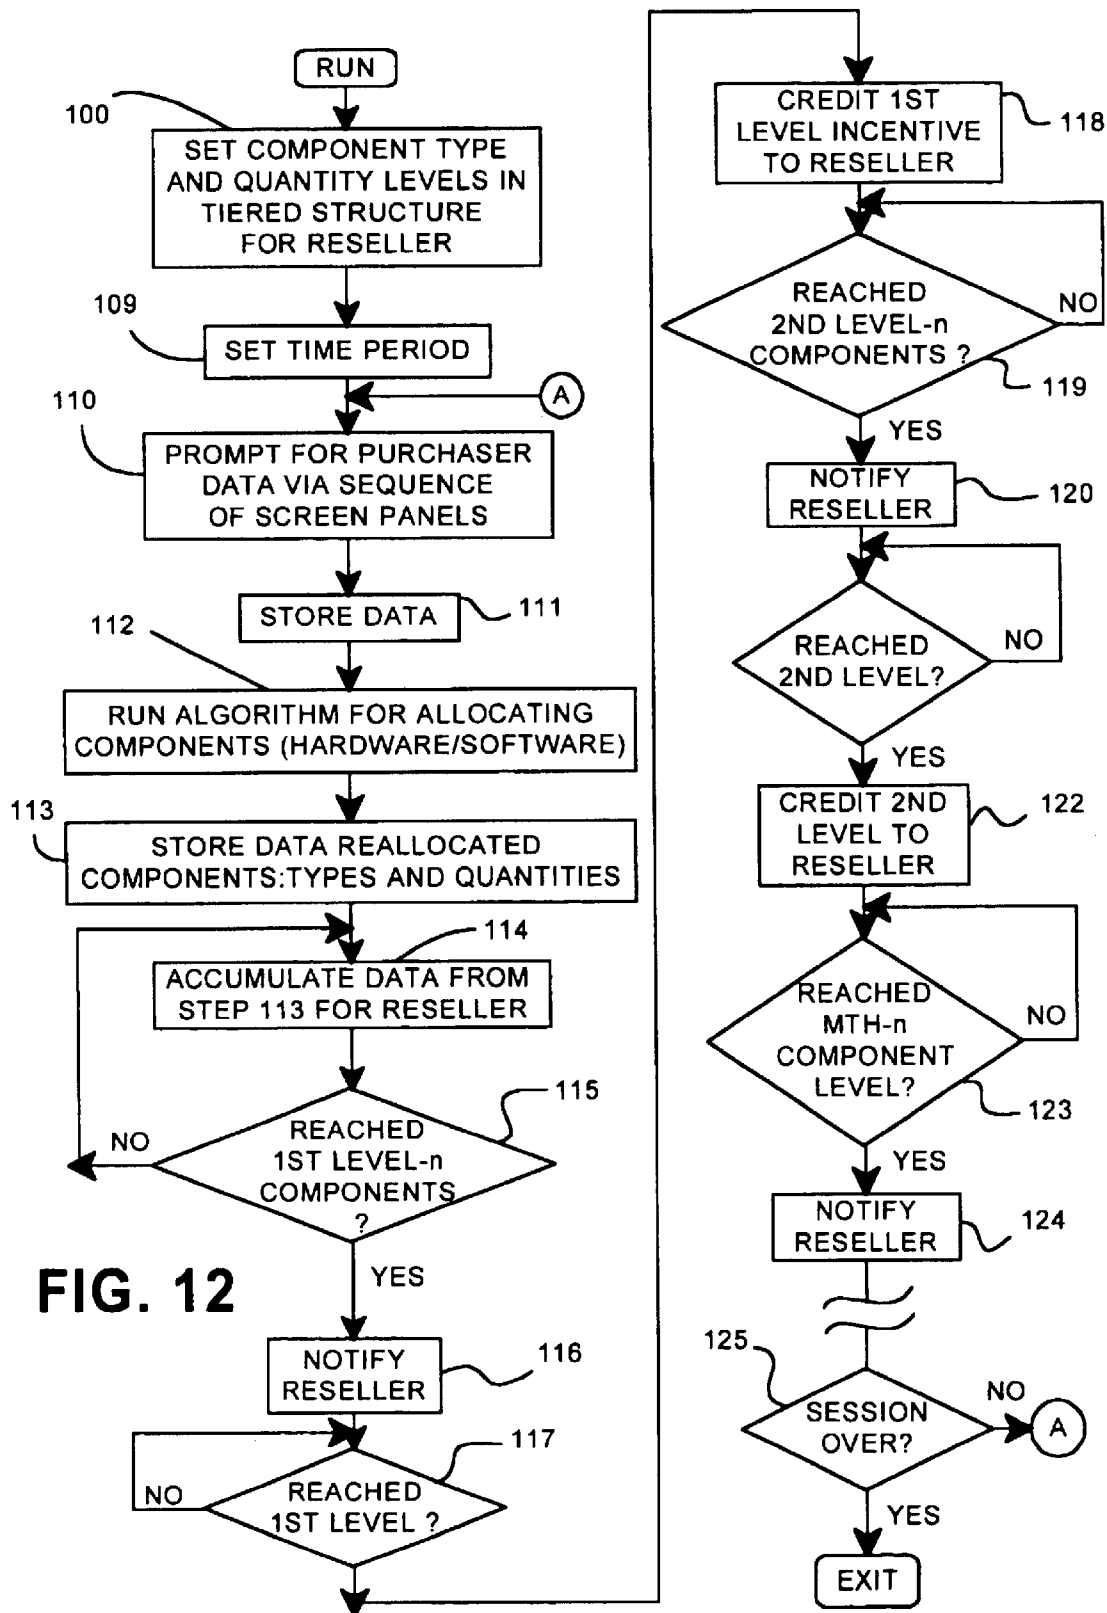 RUN
100
SET COMPONENT TYPE
AND QUANTITY LEVELS IN
TIERED STRUCTURE
FOR RESELLER
109
SET TIME PERIOD
A
110
PROMPT FOR PURCHASER
DATA VIA SEQUENCE
OF SCREEN PANELS
STORE DATA
111
112
RUN ALGORITHM FOR ALLOCATING
COMPONENTS (HARDWARE/SOFTWARE)
113
STORE DATA REALLOCATED
COMPONENTS:TYPES AND QUANTITIES
114
ACCUMULATE DATA FROM
STEP 113 FOR RESELLER
115
REACHED
1ST LEVEL-n
COMPONENTS
?
NO
YES
FIG. 12
NOTIFY
RESELLER
116
117
REACHED
1ST LEVEL ?
NO
CREDIT 1ST
LEVEL INCENTIVE
TO RESELLER
118
REACHED
2ND LEVEL-n
COMPONENTS ?
NO
119
YES
NOTIFY
RESELLER
120
REACHED
2ND LEVEL?
NO
YES
CREDIT 2ND
LEVEL TO
RESELLER
122
REACHED
MTH-n
COMPONENT
LEVEL?
NO
123
YES
NOTIFY
RESELLER
124
125
SESSION
OVER?
NO
A
YES
EXIT